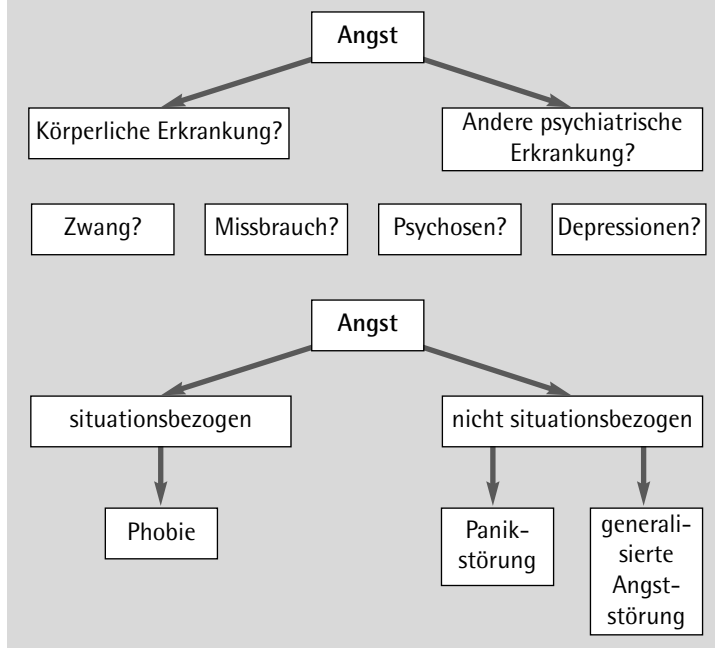 Angst
Körperliche Erkrankung?
Andere psychiatrische
Erkrankung?
Zwang?
Missbrauch?
Psychosen?
Depressionen?
Angst
situationsbezogen
nicht situationsbezogen
Phobie
Panik-
störung
generali-
sierte
Angst-
störung